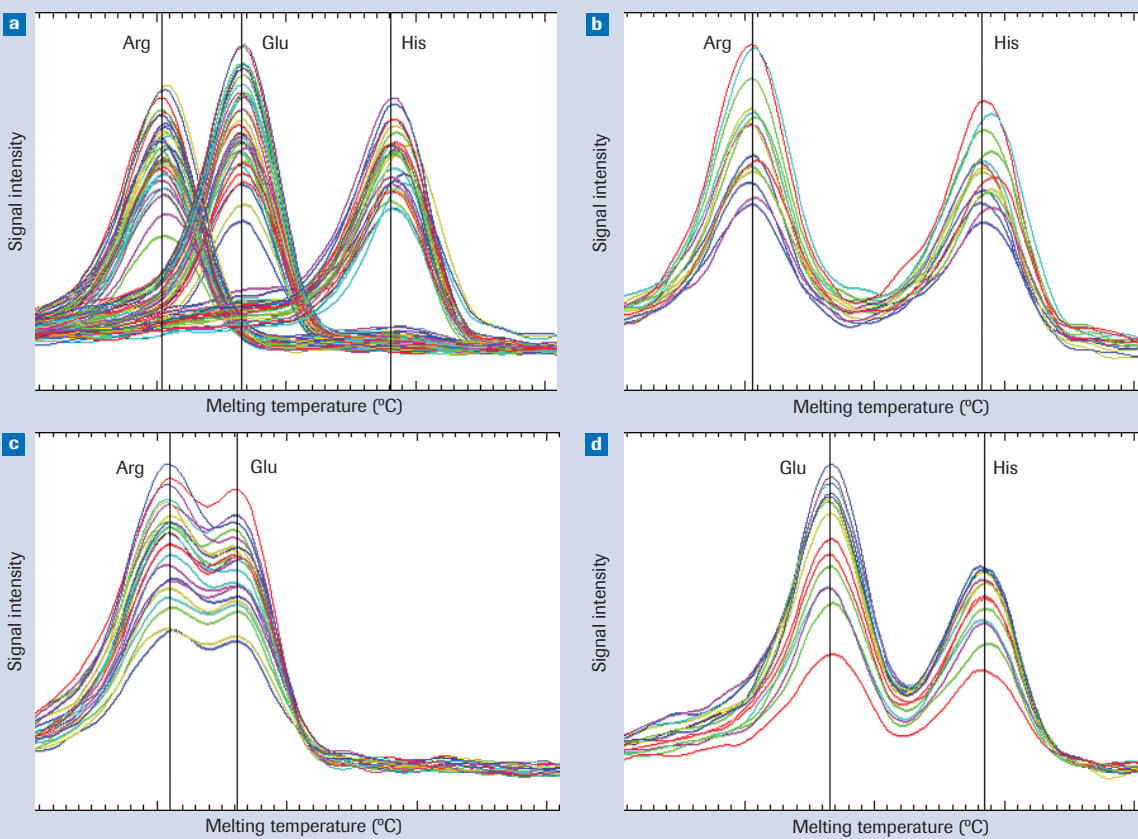 a
Arg
Glu
His
Signal intensity
Melting temperature (ºC)
b
Arg
His
Signal intensity
Melting temperature (ºC)
c
Arg
Glu
Signal intensity
Melting temperature (ºC)
d
Glu
His
Signal intensity
Melting temperature (ºC)